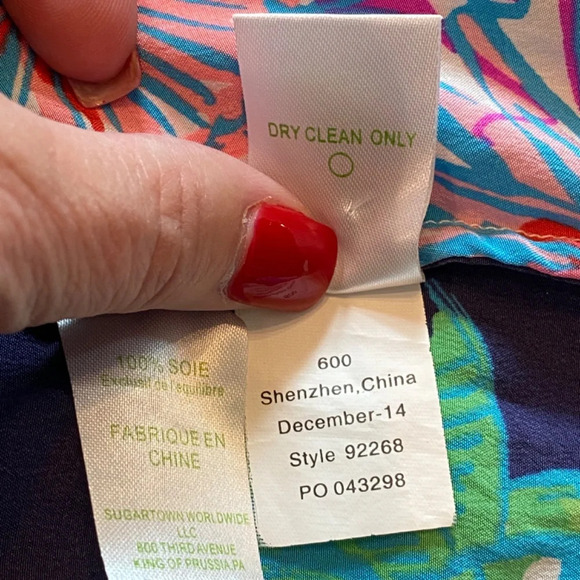 DRY CLEAN ONLY
100% SOIE
Exclusif de l'equilibre
FABRIQUE EN
CHINE
SUGARTOWN WORLDWIDE
LLC
800 THIRD AVENUE
KING OF PRUSSIA,PA
600
Shenzhen,China
December-14
Style 92268
PO 043298